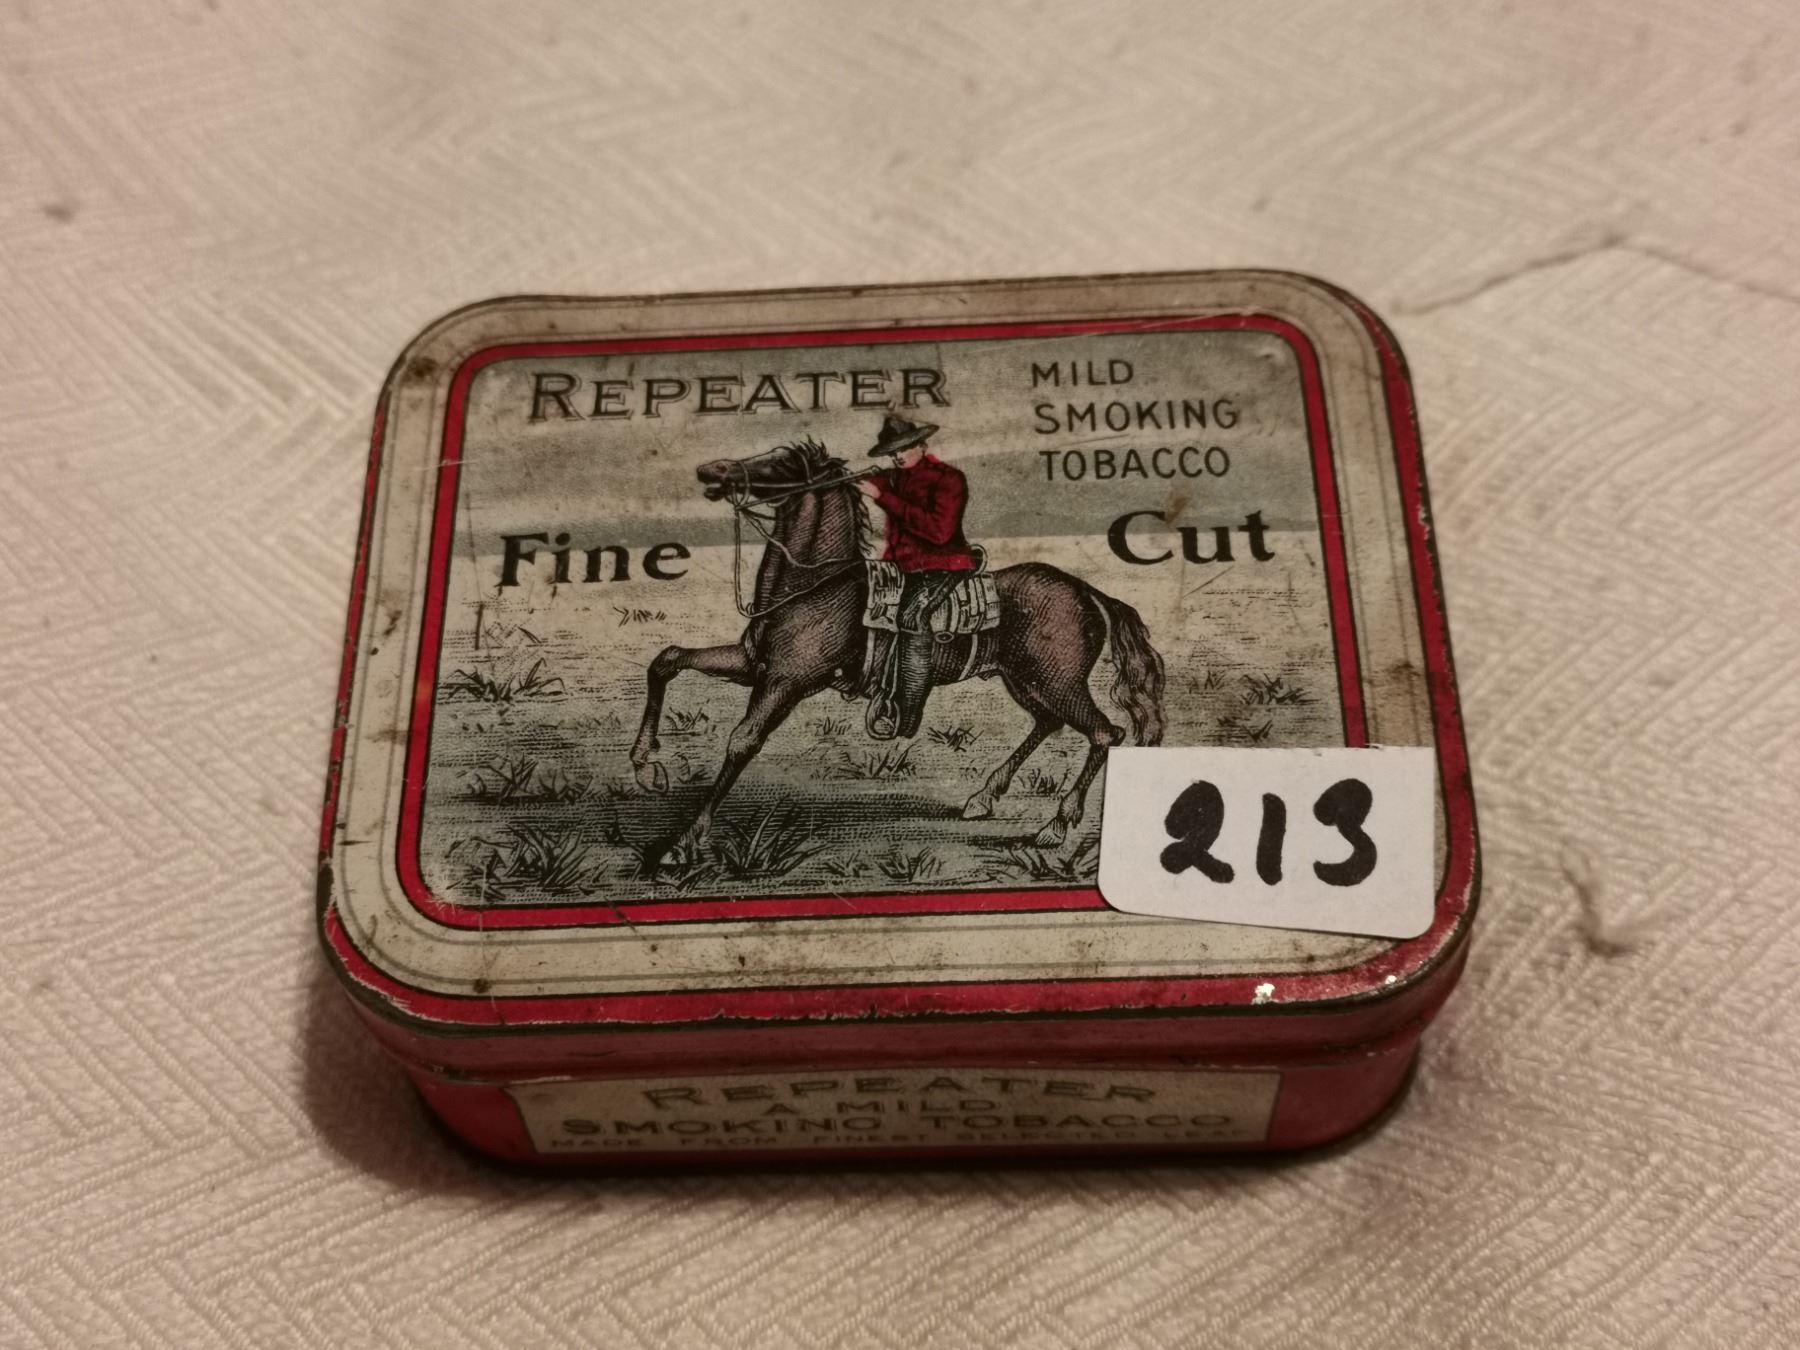 REPEATER
MILD
SMOKING
TOBACCO
Fine Cut
213
REPEATER
A MILD
SMOKING TOBACCO
MADE FROM FINEST SELECTED LEAF